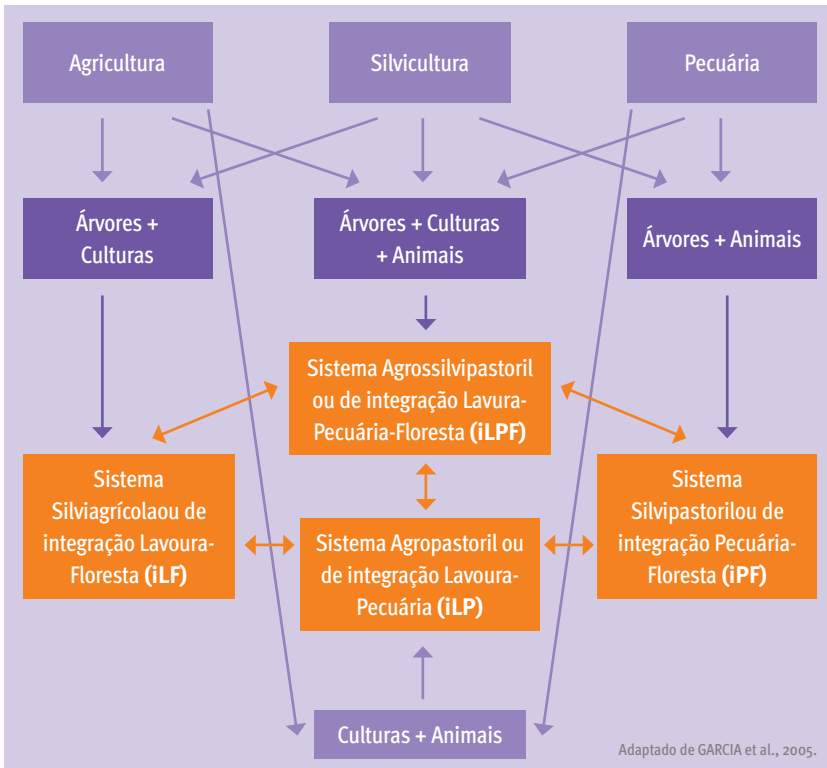 Agricultura
Silvicultura
Pecuária
Árvores +
Culturas
Árvores + Culturas
+ Animais
Árvores + Animais
Sistema Agrossilvipastoril
ou de integração Lavura-
Pecuária-Floresta (iLPF)
Sistema
Silviagrícolaou de
integração Lavoura-
Floresta (iLF)
Sistema Agropastoril ou
de integração Lavoura-
Pecuária (iLP)
Sistema
Silvipastorilou de
integração Pecuária-
Floresta (iPF)
Culturas + Animais
Adaptado de GARCIA et al., 2005.